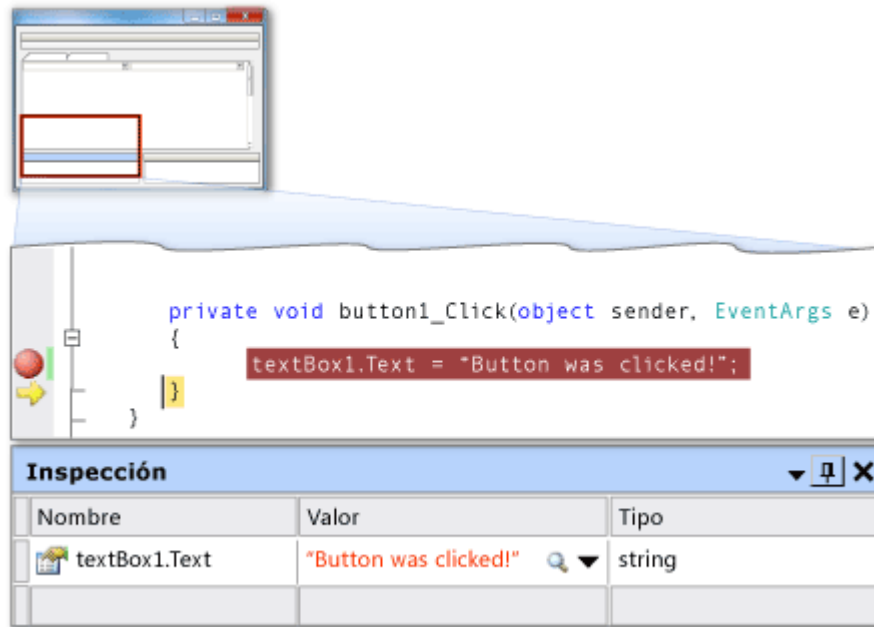 private void button1_Click(object sender, EventArgs e)
{
textBox1.Text = "Button was clicked!";
}
}
Inspección
Nombre Valor Tipo
textBox1.Text "Button was clicked!" string